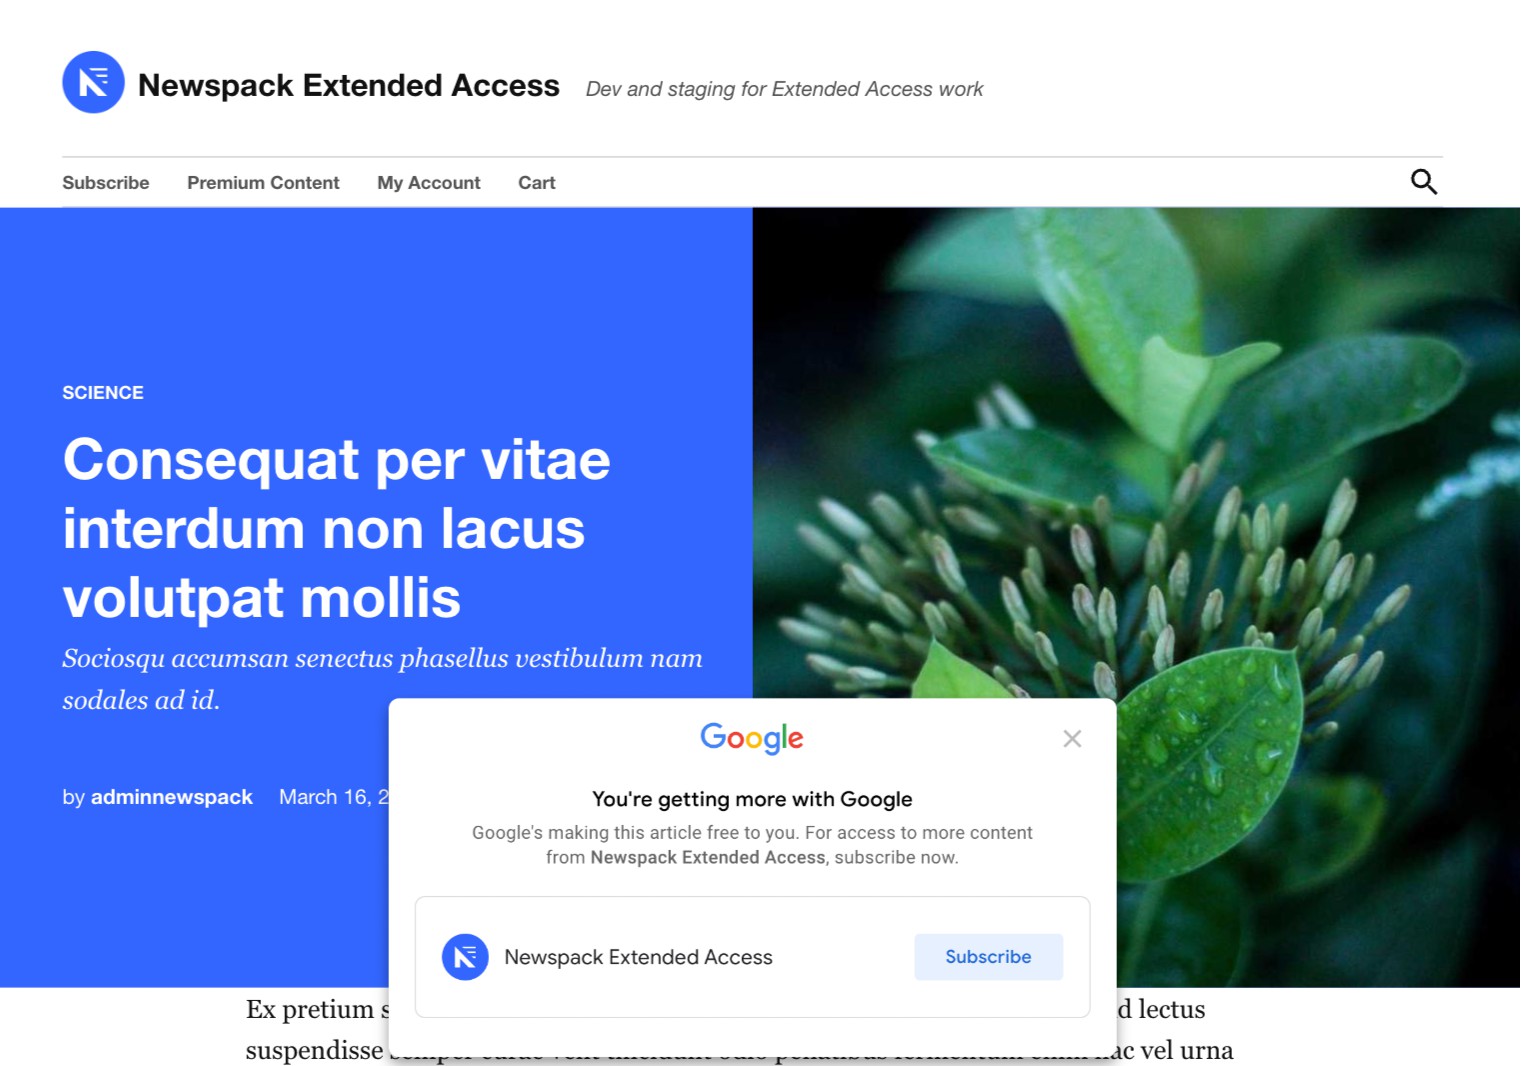 Newspack Extended Access
Dev and staging for Extended Access work
Subscribe Premium Content My Account Cart
SCIENCE
Consequat per vitae
interdum non lacus
volutpat mollis
Sociosqu accumsan senectus phasellus vestibulum nam
sodales ad id.
by adminnewspack March 16, 2
Google
You're getting more with Google
Google's making this article free to you. For access to more content
from Newspack Extended Access, subscribe now.
Newspack Extended Access
Subscribe
Ex pretium s d lectus
suspendisse ac vel urna